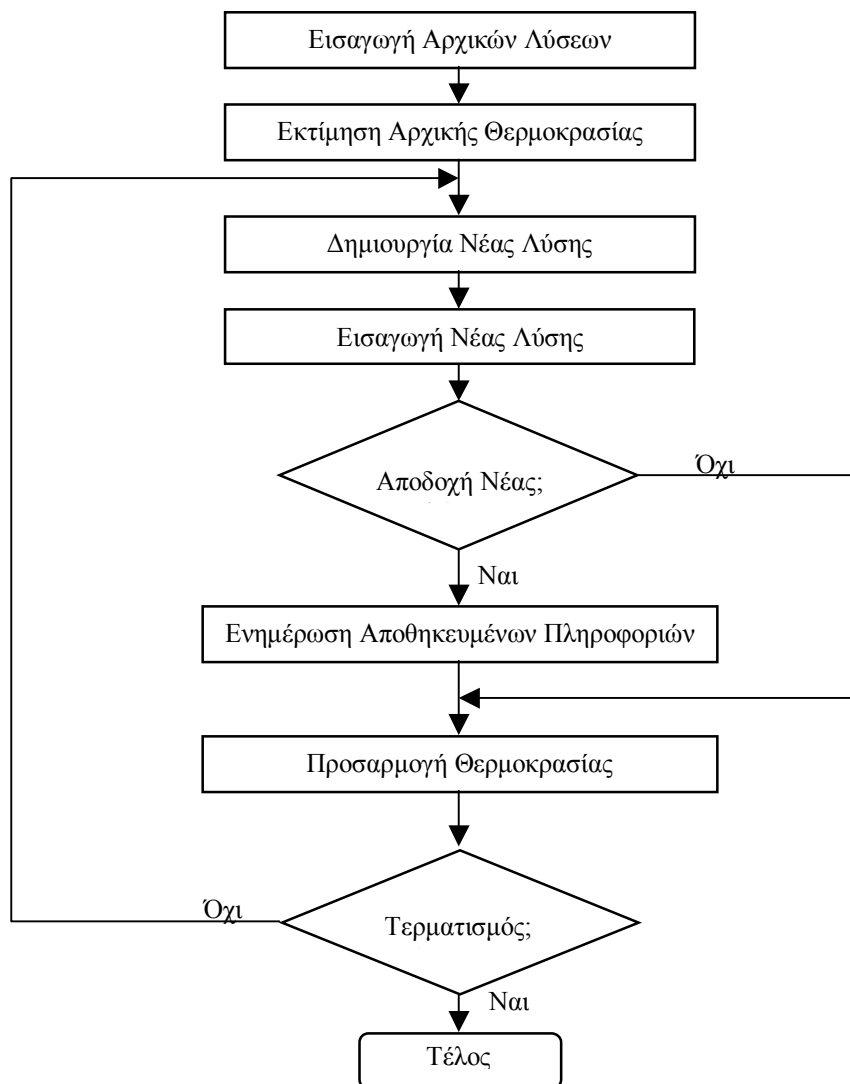 Εισαγωγή Αρχικών Λύσεων
Εκτίμηση Αρχικής Θερμοκρασίας
Δημιουργία Νέας Λύσης
Εισαγωγή Νέας Λύσης
Όχι
Αποδοχή Νέας;
Ναι
Ενημέρωση Αποθηκευμένων Πληροφοριών
Προσαρμογή Θερμοκρασίας
Όχι
Τερματισμός;
Ναι
Τέλος